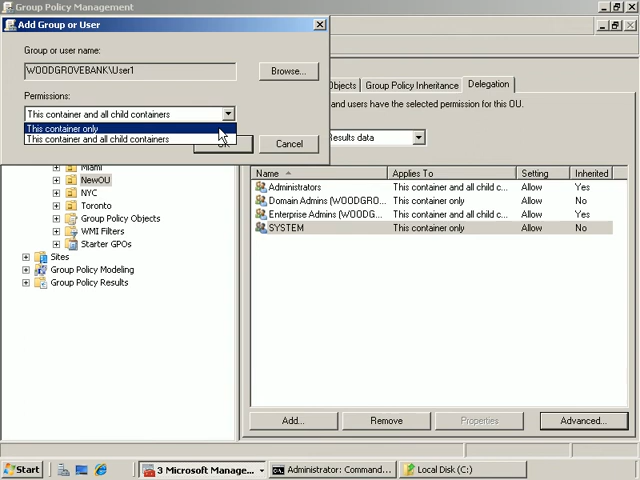 Group Policy Management
Add Group or User
Group or user name:
WOODGROVEBANK\User1
Browse...
Permissions:
This container and all child containers
This container only
This container and all child containers
Cancel
Objects
Group Policy Inheritance
Delegation
and users have the selected permission for this OU.
Results data
Name
Applies To
Setting
Inherited
Administrators
This container and all child c...
Allow
Yes
Domain Admins (WOODGRO...
This container only
Allow
No
Enterprise Admins (WOODG...
This container and all child c...
Allow
Yes
SYSTEM
This container only
Allow
No
Miami
NewOU
NYC
Toronto
Group Policy Objects
WMI Filters
Starter GPOs
Sites
Group Policy Modeling
Group Policy Results
Add...
Remove
Properties
Advanced...
Start
3 Microsoft Manage...
Administrator: Command...
Local Disk (C:)